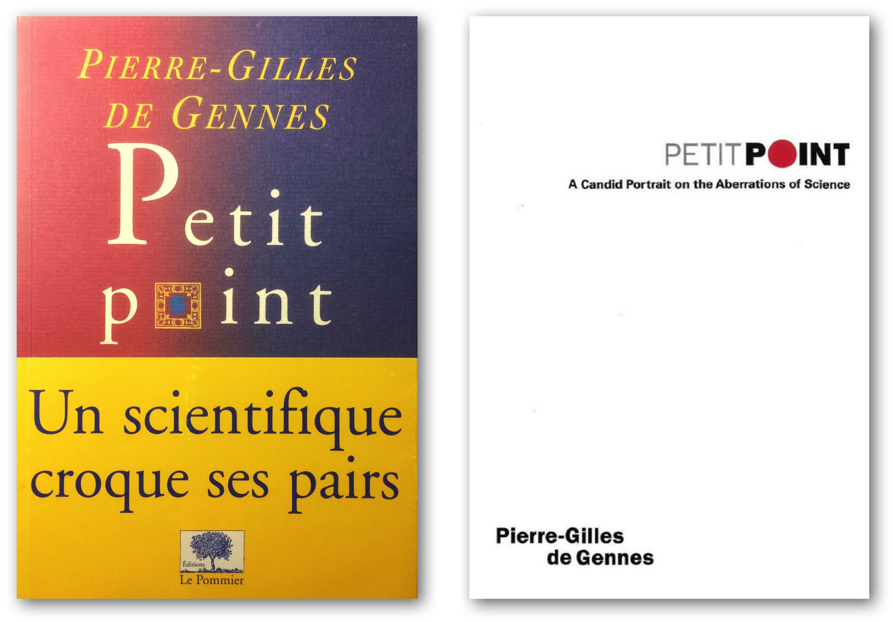 PIERRE-GILLES
DE GENNES
Petit
point
Un scientifique
croque ses pairs
Éditions
Le Pommier
PETITPOINT
A Candid Portrait on the Aberrations of Science
Pierre-Gilles
de Gennes